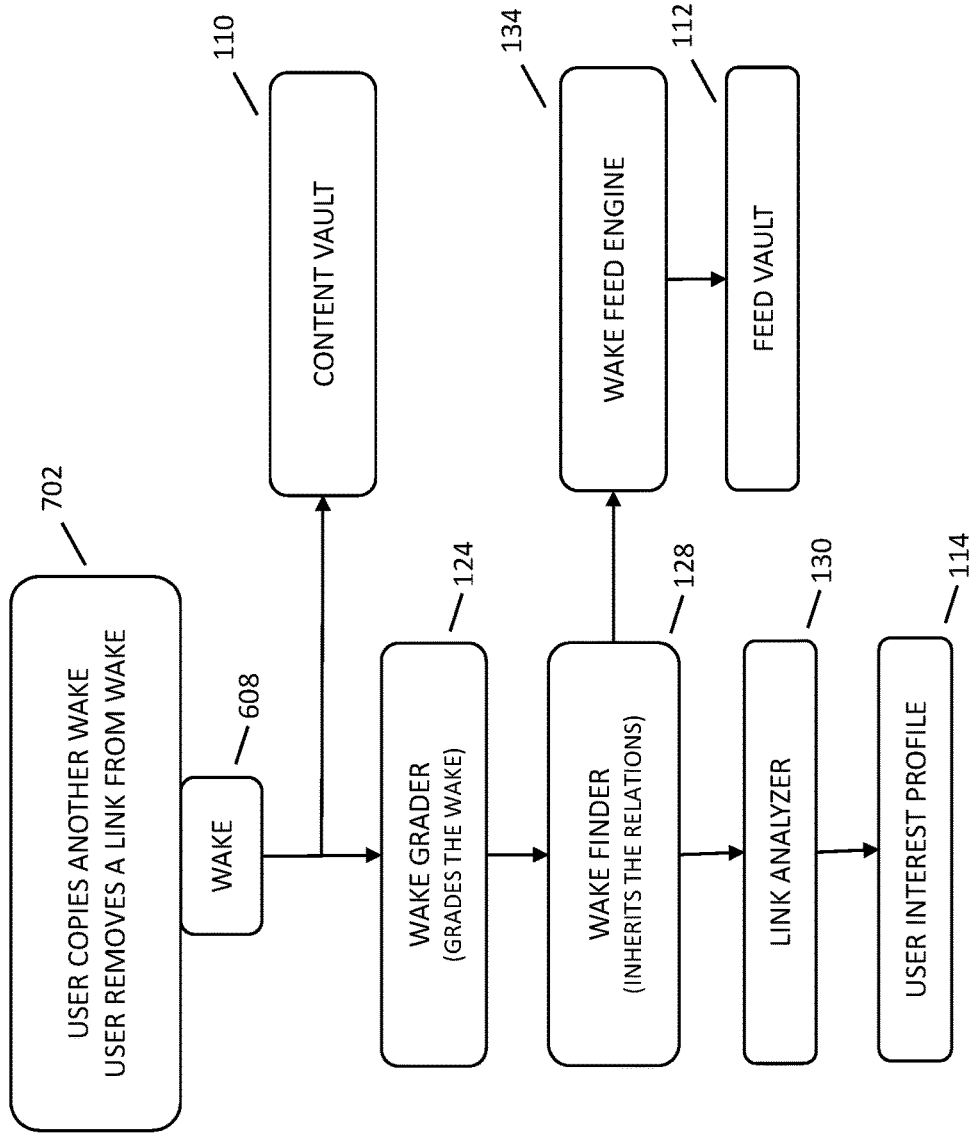 USER COPIES ANOTHER WAKE
USER REMOVES A LINK FROM WAKE
702
WAKE
608
CONTENT VAULT
110
WAKE GRADER
(GRADES THE WAKE)
124
WAKE FINDER
(INHERITS THE RELATIONS)
128
WAKE FEED ENGINE
134
FEED VAULT
112
LINK ANALYZER
130
USER INTEREST PROFILE
114